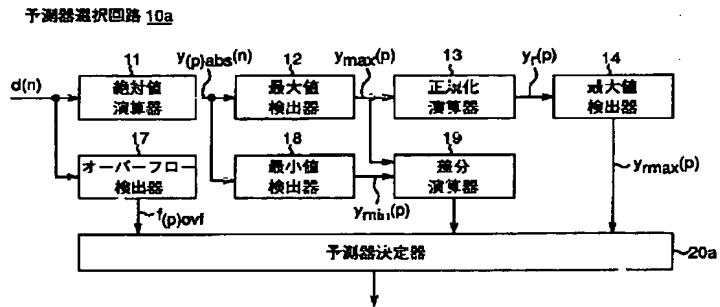 予測器選択回路 10a
11
y(p)abs(n)
12
ymax(p)
13
yr(p)
14
d(n)
絶対値
演算器
最大値
検出器
正規化
演算器
最大値
検出器
17
18
19
オーバーフロー
検出器
最小値
検出器
差分
演算器
yrmax(p)
ymin(p)
f(p)ovf
予測器決定器
20a